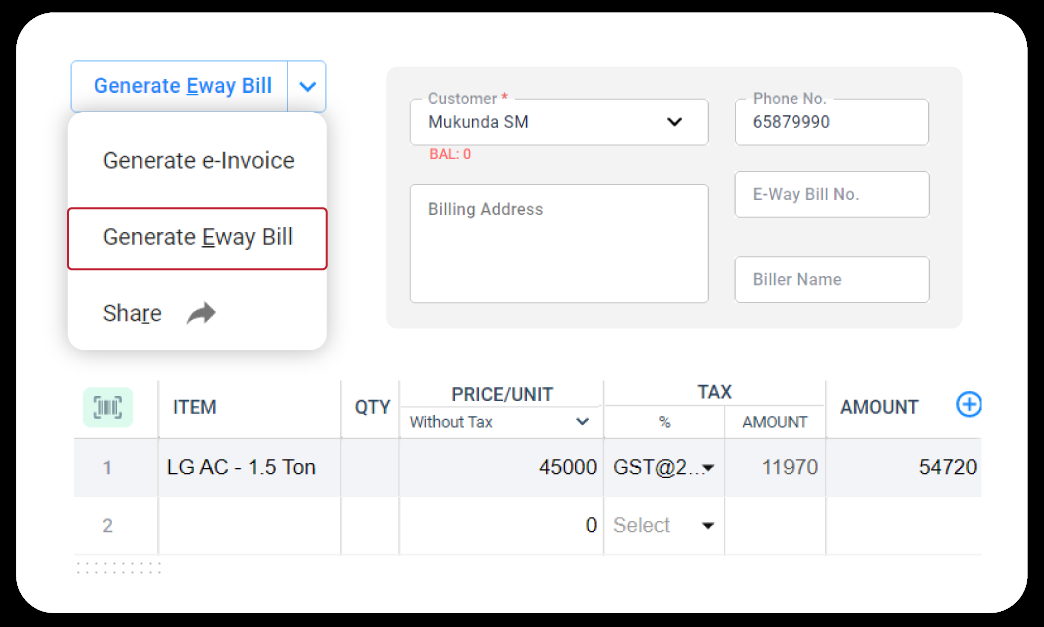 Generate Eway Bill
Generate e-Invoice
Generate Eway Bill
Share
Customer *
Mukunda SM
BAL: 0
Phone No.
65879990
Billing Address
E-Way Bill No.
Biller Name
ITEM QTY PRICE/UNIT TAX AMOUNT
Without Tax % AMOUNT
1 LG AC - 1.5 Ton 45000 GST@2... 11970 54720
2 0 Select